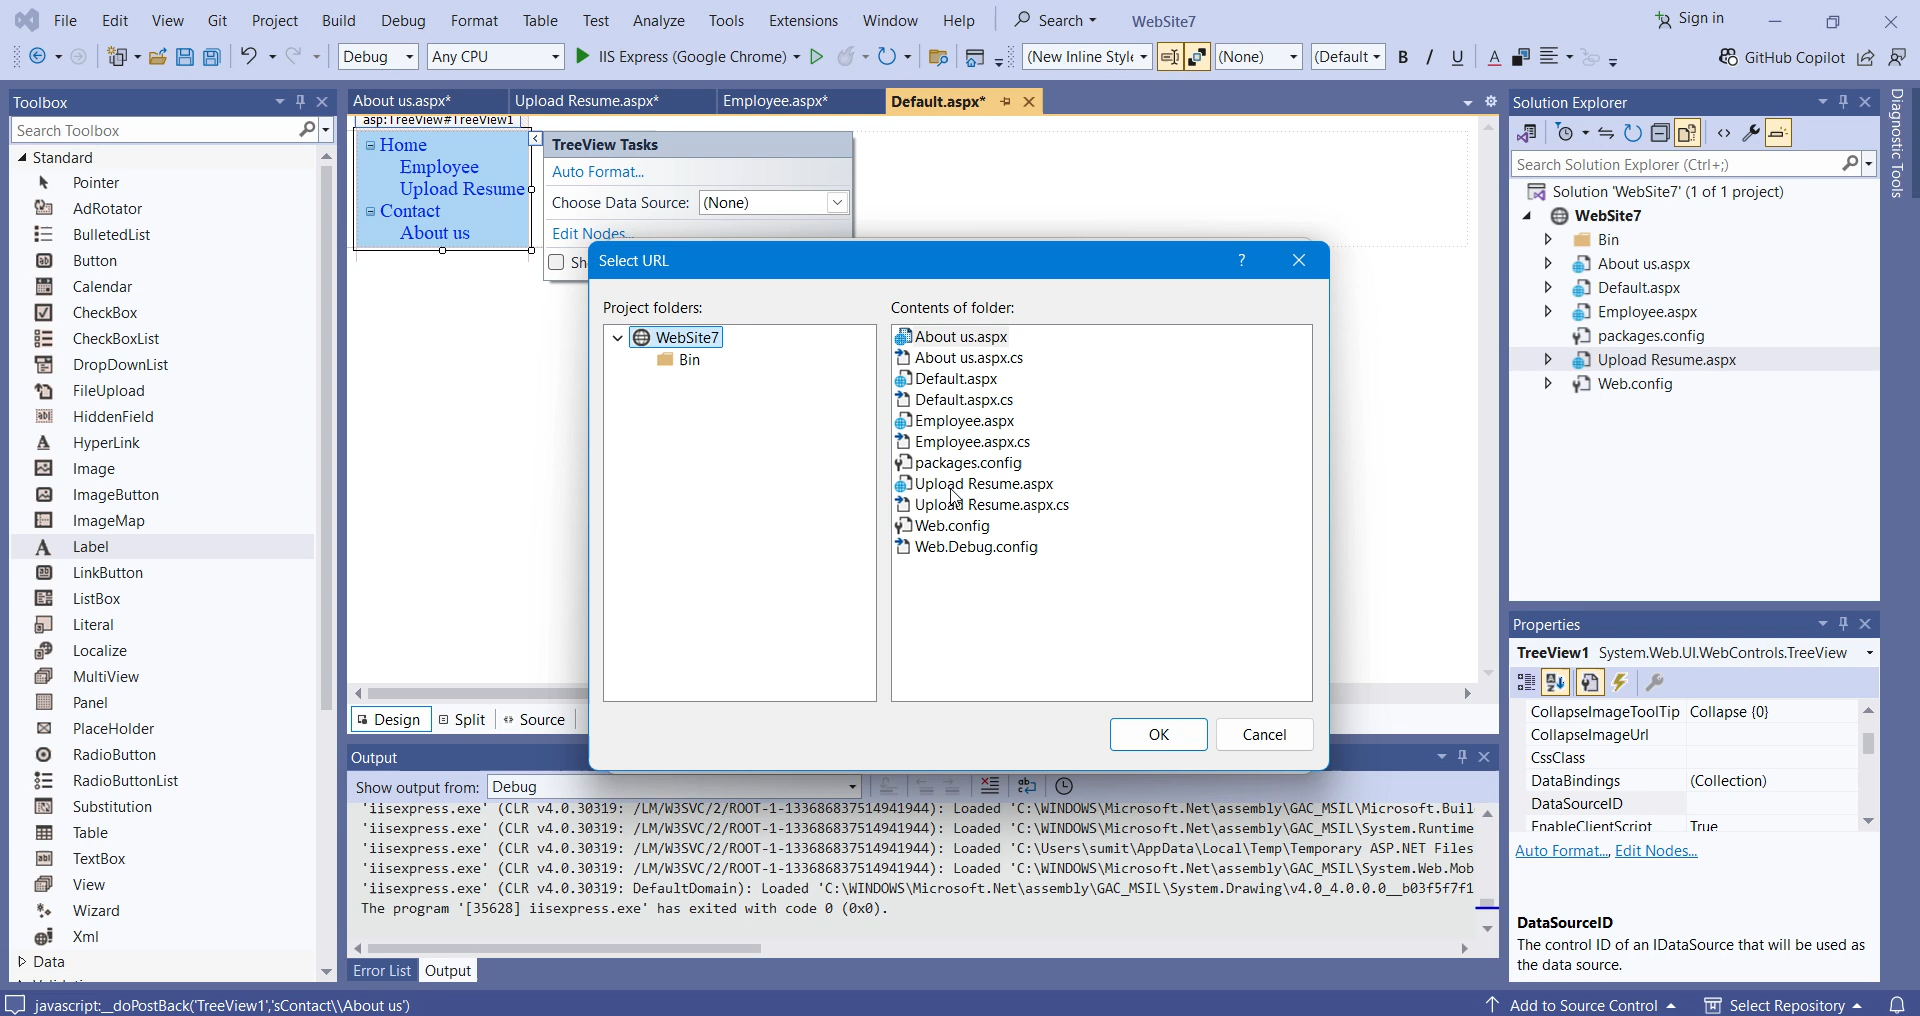 File Edit View Git Project Build Debug Format Table Test Analyze Tools Extensions Window Help Search WebSite7 Sign in
Debug Any CPU IIS Express (Google Chrome) (New Inline Style (None) (Default B I U A GitHub Copilot
Toolbox
Search Toolbox
Standard
Pointer
AdRotator
BulletedList
Button
Calendar
CheckBox
CheckBoxList
DropDownList
FileUpload
HiddenField
HyperLink
Image
ImageButton
ImageMap
Label
LinkButton
ListBox
Literal
Localize
MultiView
Panel
PlaceHolder
RadioButton
RadioButtonList
Substitution
Table
TextBox
View
Wizard
Xml
Data
About us.aspx* Upload Resume.aspx* Employee.aspx* Default.aspx*
asp:TreeView#TreeView1
Home
Employee
Upload Resume
Contact
About us
TreeView Tasks
Auto Format...
Choose Data Source: (None)
Edit Nodes...
Sh
Select URL ?
Project folders:
WebSite7
Bin
Contents of folder:
About us.aspx
About us.aspx.cs
Default.aspx
Default.aspx.cs
Employee.aspx
Employee.aspx.cs
packages.config
Upload Resume.aspx
Upload Resume.aspx.cs
Web.config
Web.Debug.config
OK Cancel
Design Split Source
Output
Show output from: Debug
'iisexpress.exe' (CLR v4.0.30319: /LM/W3SVC/2/ROOT-1-133686837514941944): Loaded 'C:\WINDOWS\Microsoft.Net\assembly\GAC_MSIL\Microsoft.Buil
'iisexpress.exe' (CLR v4.0.30319: /LM/W3SVC/2/ROOT-1-133686837514941944): Loaded 'C:\WINDOWS\Microsoft.Net\assembly\GAC_MSIL\System.Runtime
'iisexpress.exe' (CLR v4.0.30319: /LM/W3SVC/2/ROOT-1-133686837514941944): Loaded 'C:\Users\sumit\AppData\Local\Temp\Temporary ASP.NET Files
'iisexpress.exe' (CLR v4.0.30319: /LM/W3SVC/2/ROOT-1-133686837514941944): Loaded 'C:\WINDOWS\Microsoft.Net\assembly\GAC_MSIL\System.Web.Mob
'iisexpress.exe' (CLR v4.0.30319: DefaultDomain): Loaded 'C:\WINDOWS\Microsoft.Net\assembly\GAC_MSIL\System.Drawing\v4.0_4.0.0.0__b03f5f7f1
The program '[35628] iisexpress.exe' has exited with code 0 (0x0).
Error List Output
Solution Explorer
Search Solution Explorer (Ctrl+;)
Solution 'WebSite7' (1 of 1 project)
WebSite7
Bin
About us.aspx
Default.aspx
Employee.aspx
packages.config
Upload Resume.aspx
Web.config
Diagnostic Tools
Properties
TreeView1 System.Web.UI.WebControls.TreeView
CollapseImageToolTip Collapse {0}
CollapseImageUrl
CssClass
DataBindings (Collection)
DataSourceID
EnableClientScript True
Auto Format..., Edit Nodes...
DataSourceID
The control ID of an IDataSource that will be used as
the data source.
javascript:__doPostBack('TreeView1','sContact\\About us') Add to Source Control Select Repository